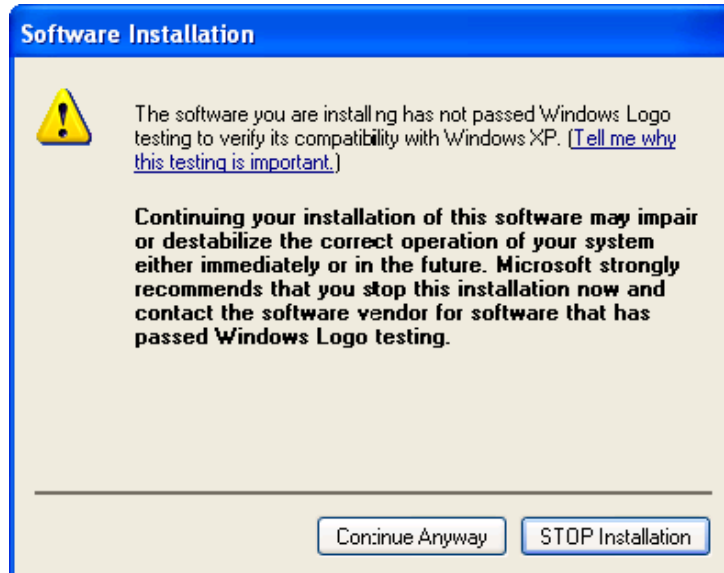 Software Installation
The software you are installing has not passed Windows Logo
testing to verify its compatibility with Windows XP. (Tell me why
this testing is important.)
Continuing your installation of this software may impair
or destabilize the correct operation of your system
either immediately or in the future. Microsoft strongly
recommends that you stop this installation now and
contact the software vendor for software that has
passed Windows Logo testing.
Continue Anyway
STOP Installation